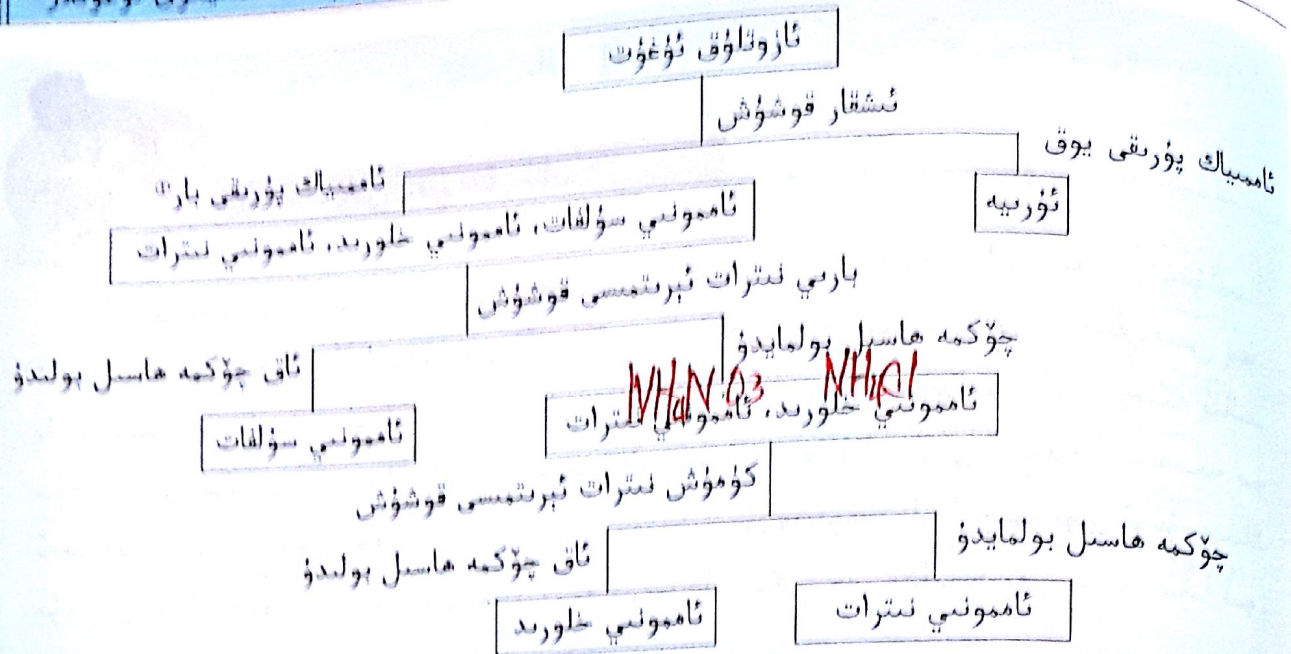 ئازوتلۇق ئوغۇت
ئىشقار قوشۇش
ئاممىياك پۇرىقى يوق
ئاممىياك پۇرىقى بار①
ئۇرىيە
ئاممونىي سۇلفات، ئاممونىي خلورىد، ئاممونىي نىترات
بارىي نىترات ئېرىتمىسى قوشۇش
چۆكمە ھاسىل بولمايدۇ
ئاق چۆكمە ھاسىل بولىدۇ
NH4NO3 NH4Cl
ئاممونىي خلورىد، ئاممونىي نىترات
ئاممونىي سۇلفات
كۈمۈش نىترات ئېرىتمىسى قوشۇش
چۆكمە ھاسىل بولمايدۇ
ئاق چۆكمە ھاسىل بولىدۇ
ئاممونىي نىترات
ئاممونىي خلورىد